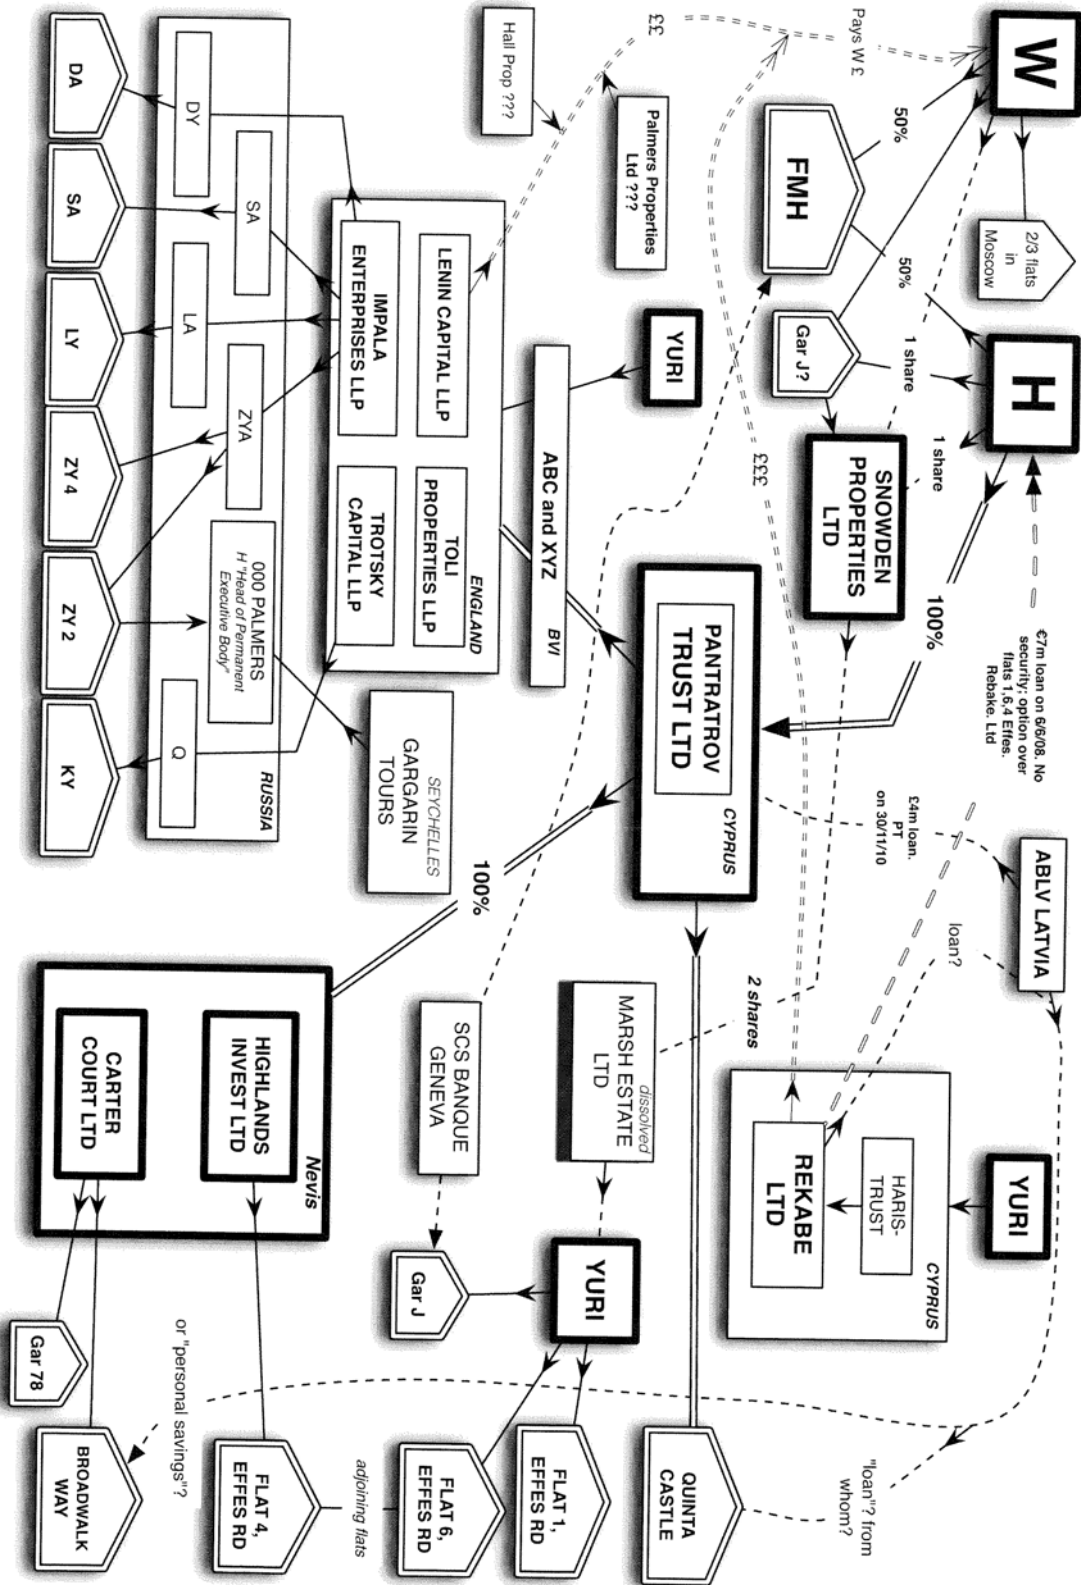 W
2/3 flats
in
Moscow
H
€7m loan on 6/6/08. No
security; option over
flats 1,6,4 Effes.
Rebake. Ltd
ABLV LATVIA
YURI
Pays W £
50%
50%
1 share
1 share
100%
£4m loan.
PT
on 30/11/10
loan?
CYPRUS
HARIS-
TRUST
REKABE
LTD
"loan"? from
whom?
FMH
Gar J?
SNOWDEN
PROPERTIES
LTD
£££
2 shares
££
Palmers Properties
Ltd ???
Hall Prop ???
YURI
ABC and XYZ
BVI
CYPRUS
PANTRATROV
TRUST LTD
QUINTA
CASTLE
MARSH ESTATE
LTD
dissolved
YURI
FLAT 1,
EFFES RD
FLAT 6,
EFFES RD
adjoining flats
FLAT 4,
EFFES RD
ENGLAND
LENIN CAPITAL LLP
TOLI
PROPERTIES LLP
IMPALA
ENTERPRISES LLP
TROTSKY
CAPITAL LLP
SEYCHELLES
GARGARIN
TOURS
100%
SCS BANQUE
GENEVA
Gar J
RUSSIA
DY
SA
LA
ZYA
000 PALMERS
H "Head of Permanent
Executive Body"
Q
DA
SA
LY
ZY 4
ZY 2
KY
Nevis
HIGHLANDS
INVEST LTD
CARTER
COURT LTD
or "personal savings"?
Gar 78
BROADWALK
WAY